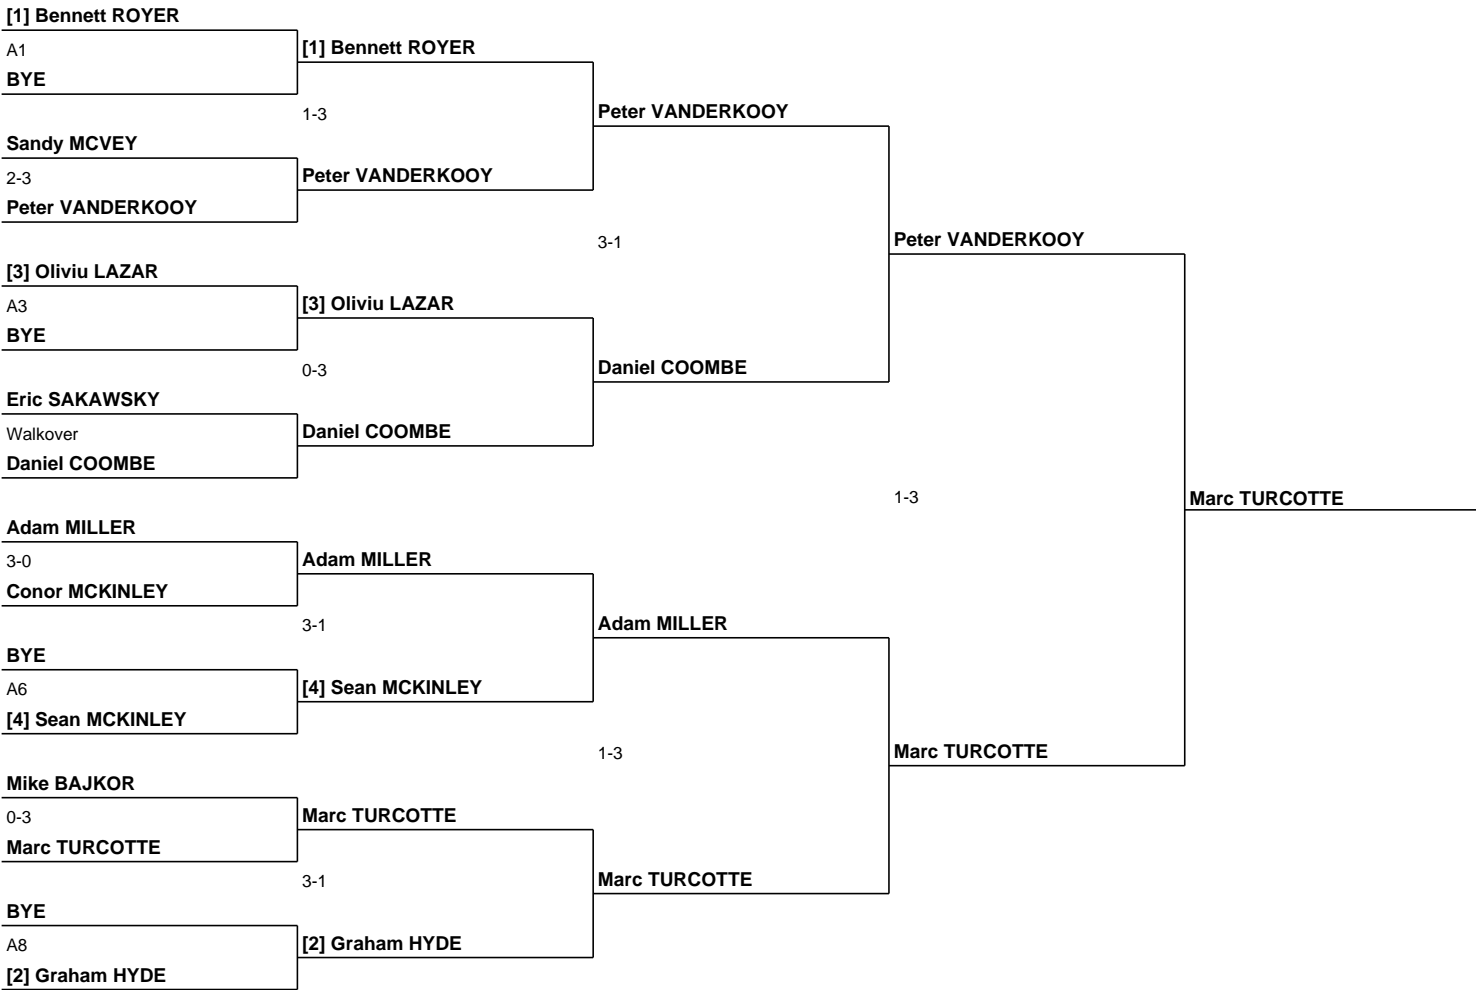 [1] Bennett ROYER
A1
BYE
Sandy MCVEY
2-3
Peter VANDERKOOY
[3] Oliviu LAZAR
A3
BYE
Eric SAKAWSKY
Walkover
Daniel COOMBE
Adam MILLER
3-0
Conor MCKINLEY
BYE
A6
[4] Sean MCKINLEY
Mike BAJKOR
0-3
Marc TURCOTTE
BYE
A8
[2] Graham HYDE
[1] Bennett ROYER
1-3
Peter VANDERKOOY
[3] Oliviu LAZAR
0-3
Daniel COOMBE
Adam MILLER
3-1
[4] Sean MCKINLEY
Marc TURCOTTE
3-1
[2] Graham HYDE
Peter VANDERKOOY
3-1
Daniel COOMBE
Adam MILLER
1-3
Marc TURCOTTE
Peter VANDERKOOY
1-3
Marc TURCOTTE
Marc TURCOTTE